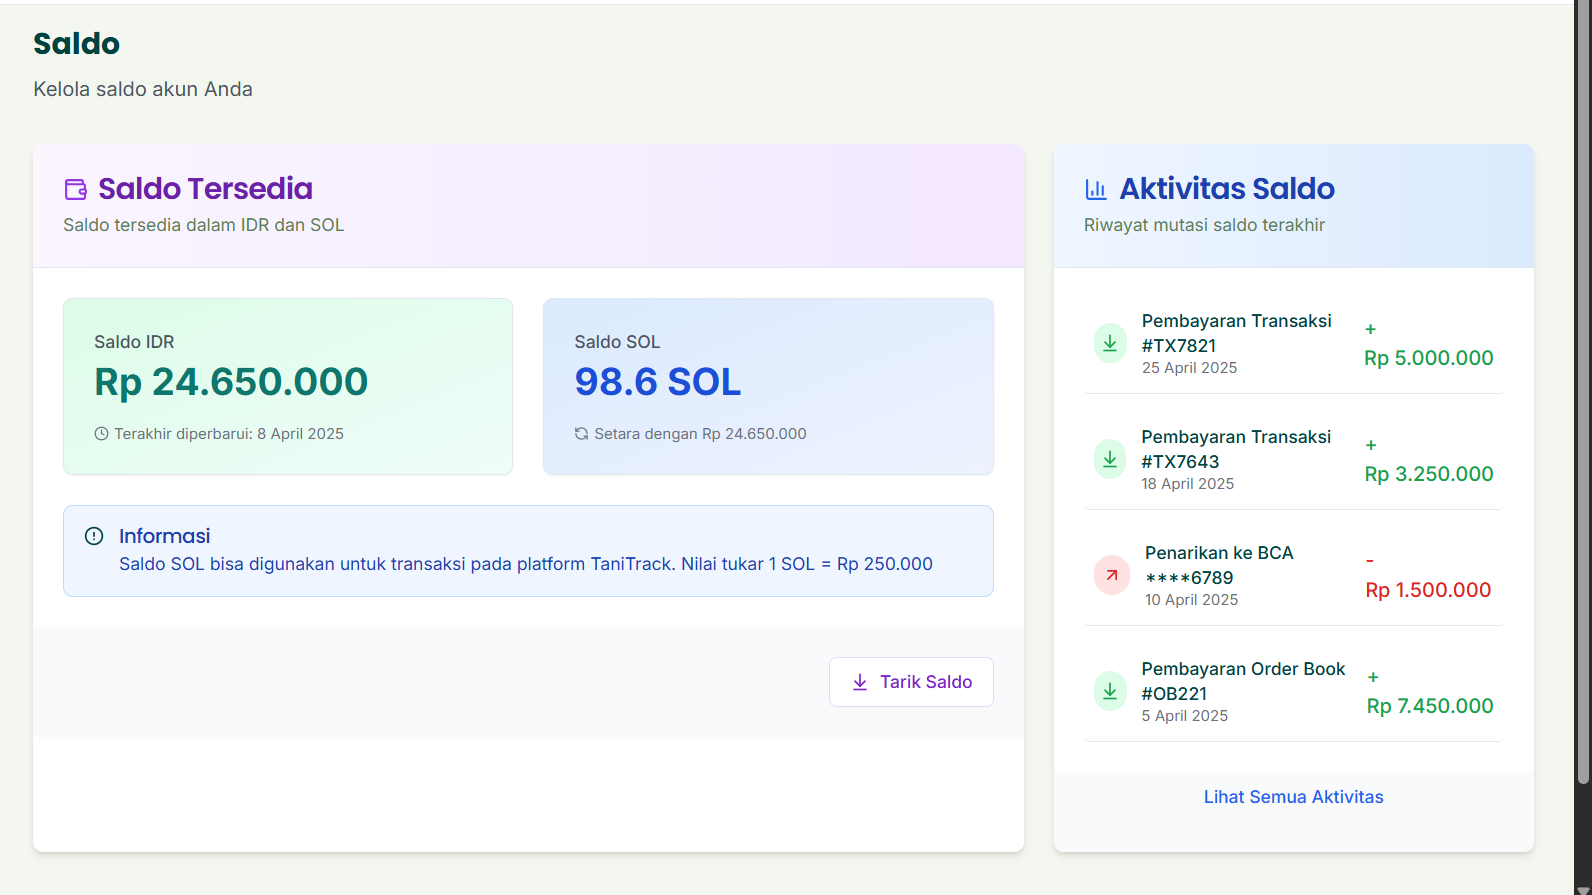 Saldo
Kelola saldo akun Anda
Saldo Tersedia
Saldo tersedia dalam IDR dan SOL
Saldo IDR
Rp 24.650.000
Terakhir diperbarui: 8 April 2025
Saldo SOL
98.6 SOL
Setara dengan Rp 24.650.000
Informasi
Saldo SOL bisa digunakan untuk transaksi pada platform TaniTrack. Nilai tukar 1 SOL = Rp 250.000
Tarik Saldo
Aktivitas Saldo
Riwayat mutasi saldo terakhir
Pembayaran Transaksi
#TX7821
25 April 2025
+
Rp 5.000.000
Pembayaran Transaksi
#TX7643
18 April 2025
+
Rp 3.250.000
Penarikan ke BCA
****6789
10 April 2025
-
Rp 1.500.000
Pembayaran Order Book
#OB221
5 April 2025
+
Rp 7.450.000
Lihat Semua Aktivitas